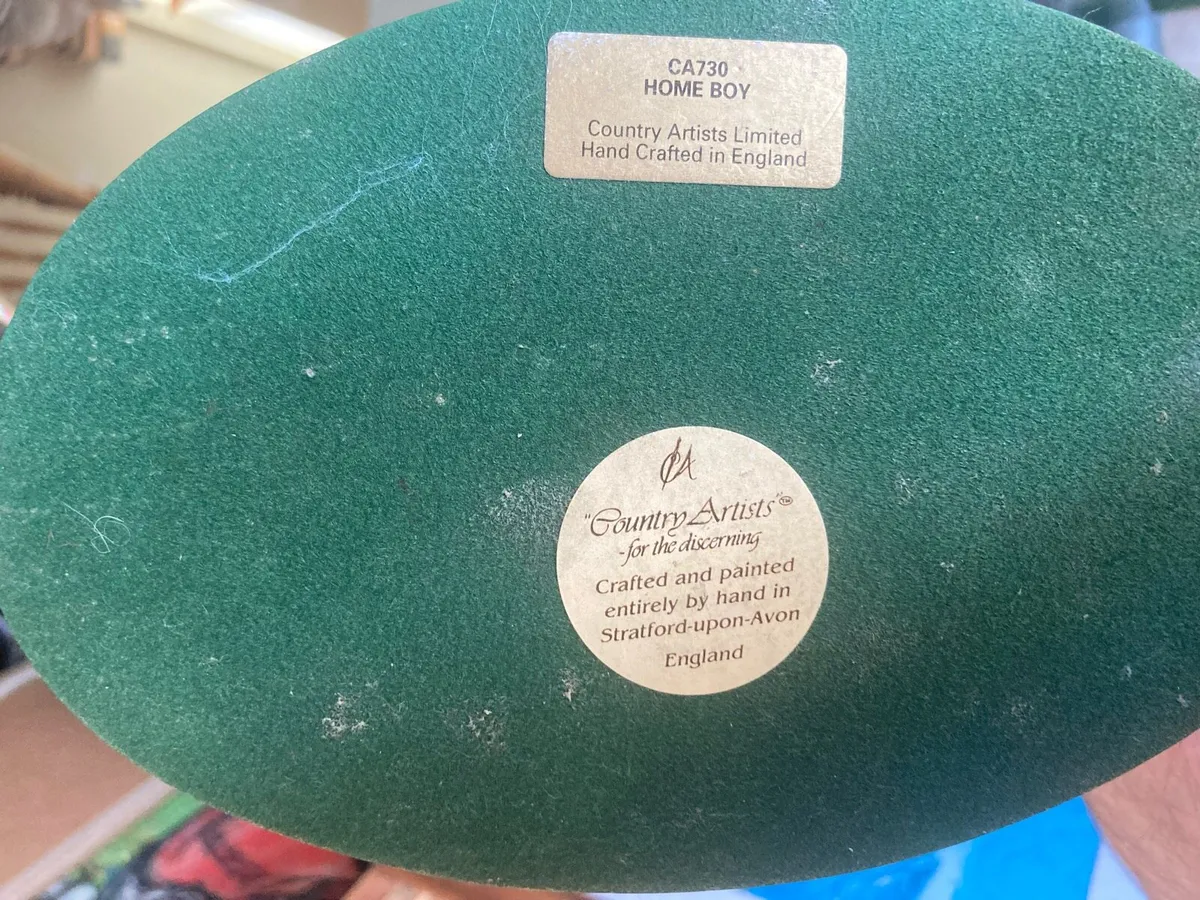 CA730
HOME BOY
Country Artists Limited
Hand Crafted in England
CA
"Country Artists"™
-for the discerning
Crafted and painted
entirely by hand in
Stratford-upon-Avon
England